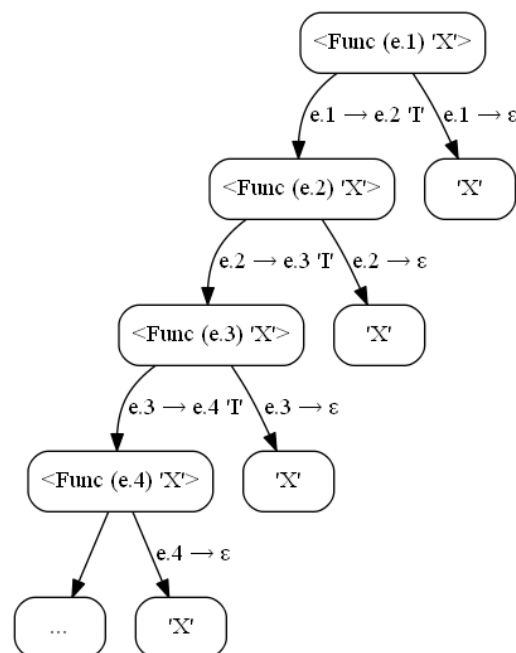 <Func (e.1) 'X'>
e.1 → e.2 'I' e.1 → ε
<Func (e.2) 'X'> 'X'
e.2 → e.3 'I' e.2 → ε
<Func (e.3) 'X'> 'X'
e.3 → e.4 'I' e.3 → ε
<Func (e.4) 'X'> 'X'
e.4 → ε
... 'X'